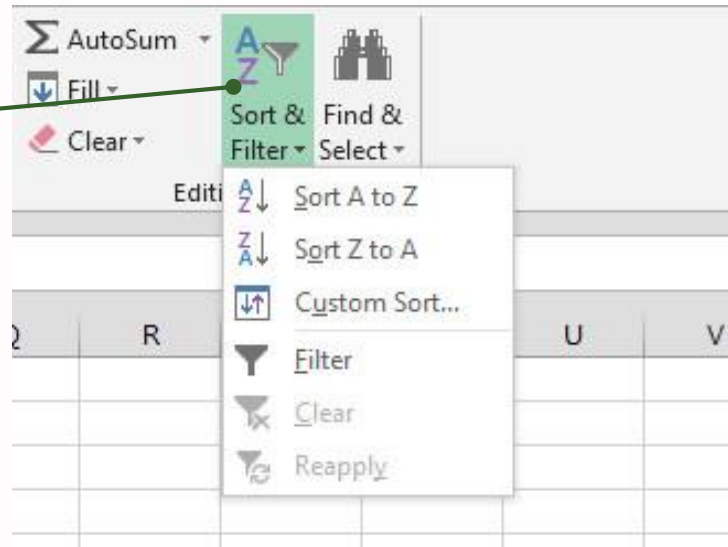 AutoSum
Fill
Clear
Sort &
Filter
Find &
Select
Editi
Sort A to Z
Sort Z to A
Custom Sort...
Filter
Clear
Reapply
R
U
V